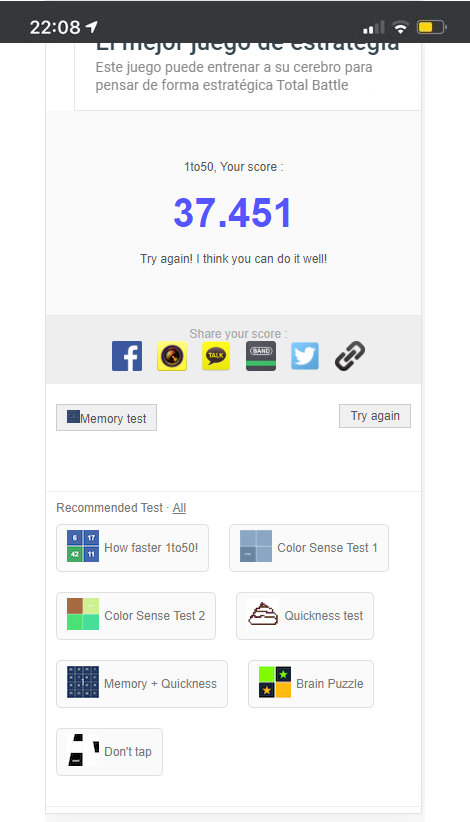 22:08
El mejor juego de estrategia
Este juego puede entrenar a su cerebro para
pensar de forma estratégica Total Battle
1to50, Your score :
37.451
Try again! I think you can do it well!
Share your score :
TALK
BAND
Memory test
Try again
Recommended Test · All
6 17
42 11
How faster 1to50!
Color Sense Test 1
Color Sense Test 2
Quickness test
Memory + Quickness
Brain Puzzle
Don't tap